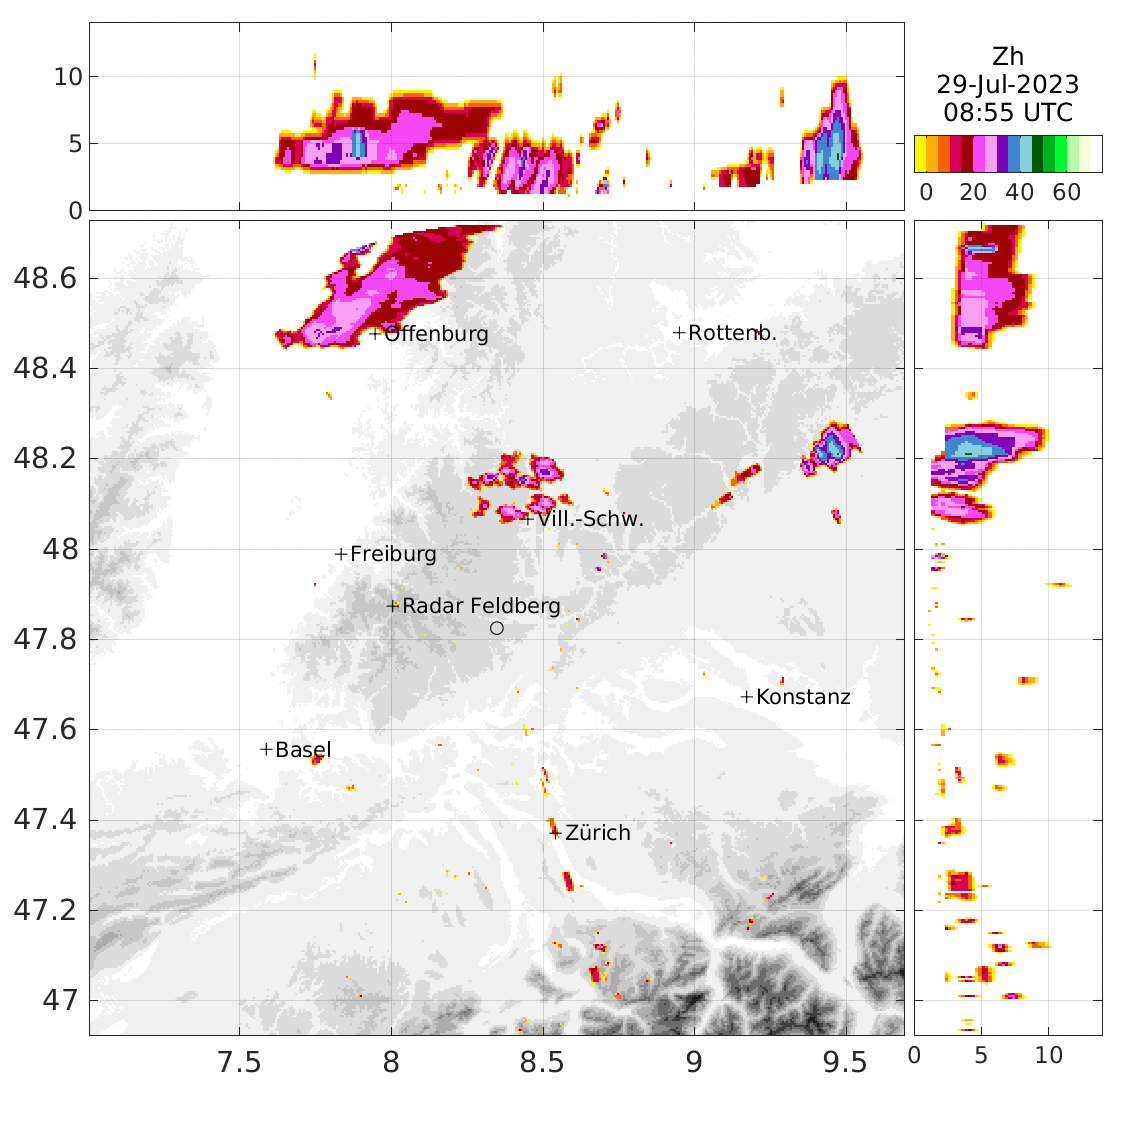 10
5
0
Zh
29-Jul-2023
08:55 UTC
0 20 40 60
48.6
48.4
48.2
48
47.8
47.6
47.4
47.2
47
Offenburg
Rottenb.
Vill.-Schw.
Freiburg
Radar Feldberg
Konstanz
Basel
Zürich
7.5 8 8.5 9 9.5
0 5 10